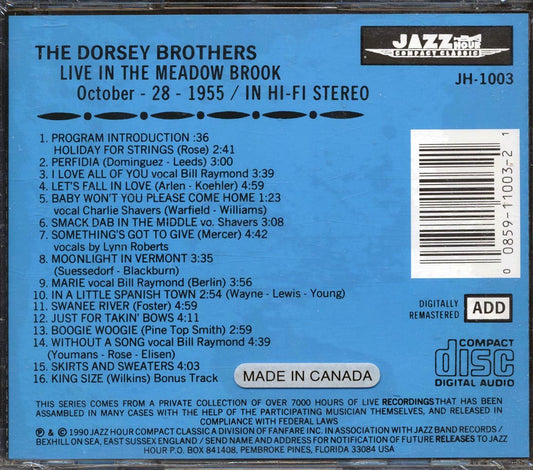 THE DORSEY BROTHERS
LIVE IN THE MEADOW BROOK
October - 28 - 1955 / IN HI-FI STEREO
JAZZ HOUR
COMPACT CLASSIC
JH-1003
1. PROGRAM INTRODUCTION :36
HOLIDAY FOR STRINGS (Rose) 2:41
2. PERFIDIA (Dominguez - Leeds) 3:00
3. I LOVE ALL OF YOU vocal Bill Raymond 3:39
4. LET'S FALL IN LOVE (Arlen - Koehler) 4:59
5. BABY WON'T YOU PLEASE COME HOME 1:23
vocal Charlie Shavers (Warfield - Williams)
6. SMACK DAB IN THE MIDDLE vo. Shavers 3:08
7. SOMETHING'S GOT TO GIVE (Mercer) 4:42
vocals by Lynn Roberts
8. MOONLIGHT IN VERMONT 3:35
(Suessedorf - Blackburn)
9. MARIE vocal Bill Raymond (Berlin) 3:56
10. IN A LITTLE SPANISH TOWN 2:54 (Wayne - Lewis - Young)
11. SWANEE RIVER (Foster) 4:59
12. JUST FOR TAKIN' BOWS 4:11
13. BOOGIE WOOGIE (Pine Top Smith) 2:59
14. WITHOUT A SONG vocal Bill Raymond 4:39
(Youmans - Rose - Elisen)
15. SKIRTS AND SWEATERS 4:03
16. KING SIZE (Wilkins) Bonus Track
0 0859-11003-2 1
DIGITALLY
REMASTERED
ADD
COMPACT
disc
DIGITAL AUDIO
MADE IN CANADA
THIS SERIES COMES FROM A PRIVATE COLLECTION OF OVER 7000 HOURS OF LIVE RECORDINGS THAT HAS BEEN
ASSEMBLED IN MANY CASES WITH THE HELP OF THE PARTICIPATING MUSICIAN THEMSELVES, AND RELEASED IN
COMPLIANCE WITH FEDERAL LAWS
© ℗ 1990 JAZZ HOUR COMPACT CLASSIC A DIVISION OF FANFARE INC. IN ASSOCIATION WITH JAZZ BAND RECORDS /
BEXHILL ON SEA, EAST SUSSEX ENGLAND / SEND NAME AND ADDRESS FOR NOTIFICATION OF FUTURE RELEASES TO JAZZ
HOUR P.O. BOX 841408, PEMBROKE PINES, FLORIDA 33084 USA